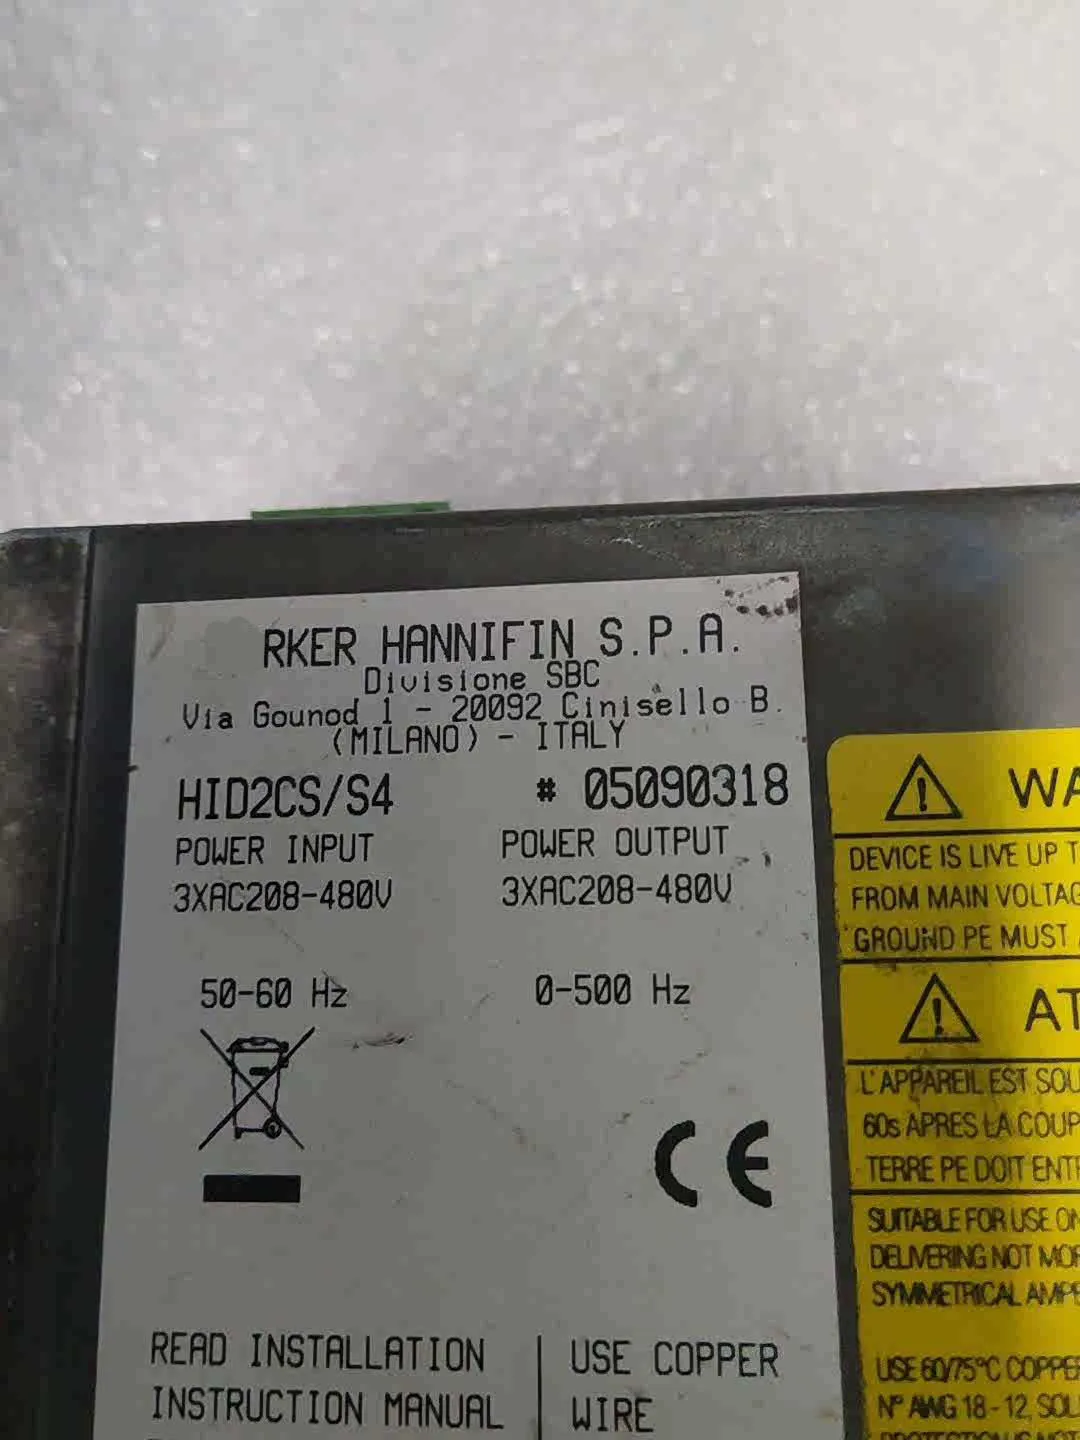 RKER HANNIFIN S.P.A.
Divisione SBC
Via Gounod 1 - 20092 Cinisello B.
(MILANO) - ITALY
HID2CS/S4 # 05090318
POWER INPUT POWER OUTPUT
3XAC208-480V 3XAC208-480V
50-60 Hz 0-500 Hz
CE
READ INSTALLATION USE COPPER
INSTRUCTION MANUAL WIRE
WA
DEVICE IS LIVE UP T
FROM MAIN VOLTAG
GROUND PE MUST
AT
L'APPAREIL EST SOU
60s APRES LA COUP
TERRE PE DOIT ENT
SUITABLE FOR USE ON
DELIVERING NOT MOR
SYMMETRICAL AMPE
USE 60/75°C COPPE
N° AWG 18 - 12, SOL